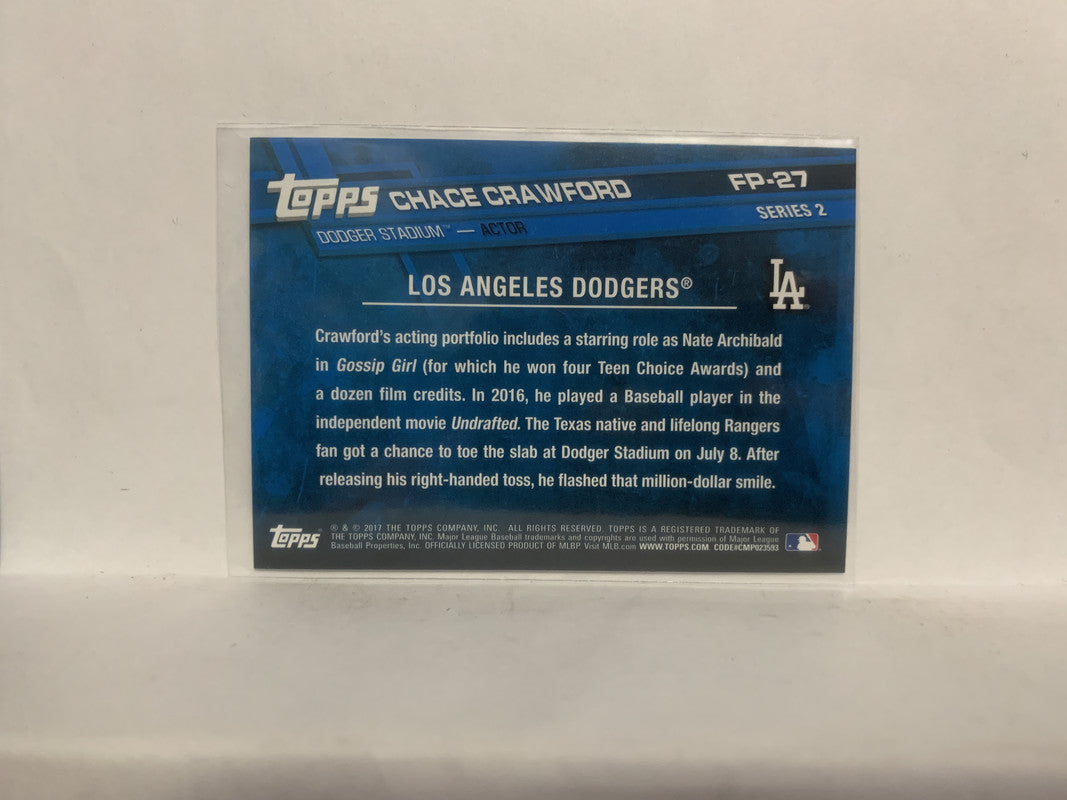 TOPPS CHACE CRAWFORD FP-27
DODGER STADIUM™ — ACTOR SERIES 2
LOS ANGELES DODGERS® LA
Crawford's acting portfolio includes a starring role as Nate Archibald
in Gossip Girl (for which he won four Teen Choice Awards) and
a dozen film credits. In 2016, he played a Baseball player in the
independent movie Undrafted. The Texas native and lifelong Rangers
fan got a chance to toe the slab at Dodger Stadium on July 8. After
releasing his right-handed toss, he flashed that million-dollar smile.
TOPPS® ® & © 2017 THE TOPPS COMPANY, INC. ALL RIGHTS RESERVED. TOPPS IS A REGISTERED TRADEMARK OF
THE TOPPS COMPANY, INC. Major League Baseball trademarks and copyrights are used with permission of Major League
Baseball Properties, Inc. OFFICIALLY LICENSED PRODUCT OF MLBP Visit MLB.com WWW.TOPPS.COM. CODE#CMP023593